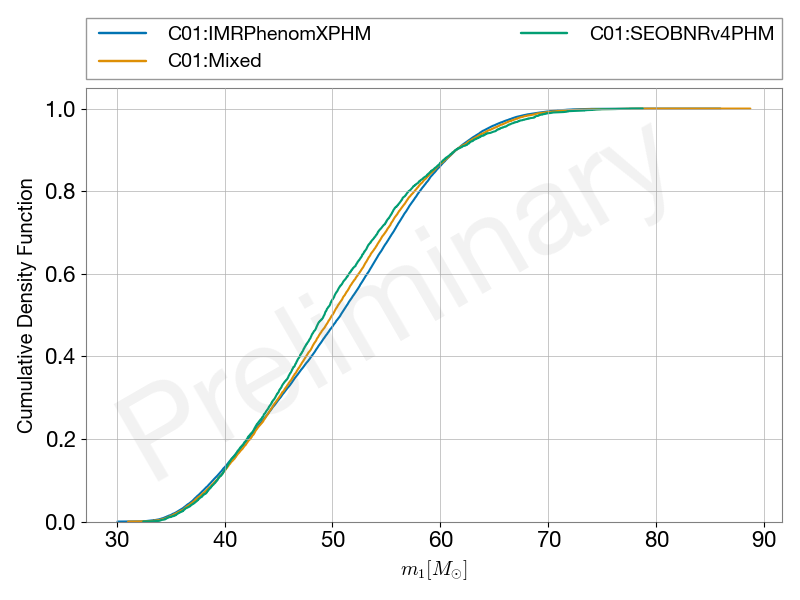 C01:IMRPhenomXPHM
C01:SEOBNRv4PHM
C01:Mixed
Cumulative Density Function
1.0
0.8
0.6
0.4
0.2
0.0
Preliminary
30 40 50 60 70 80 90
m₁[M☉]